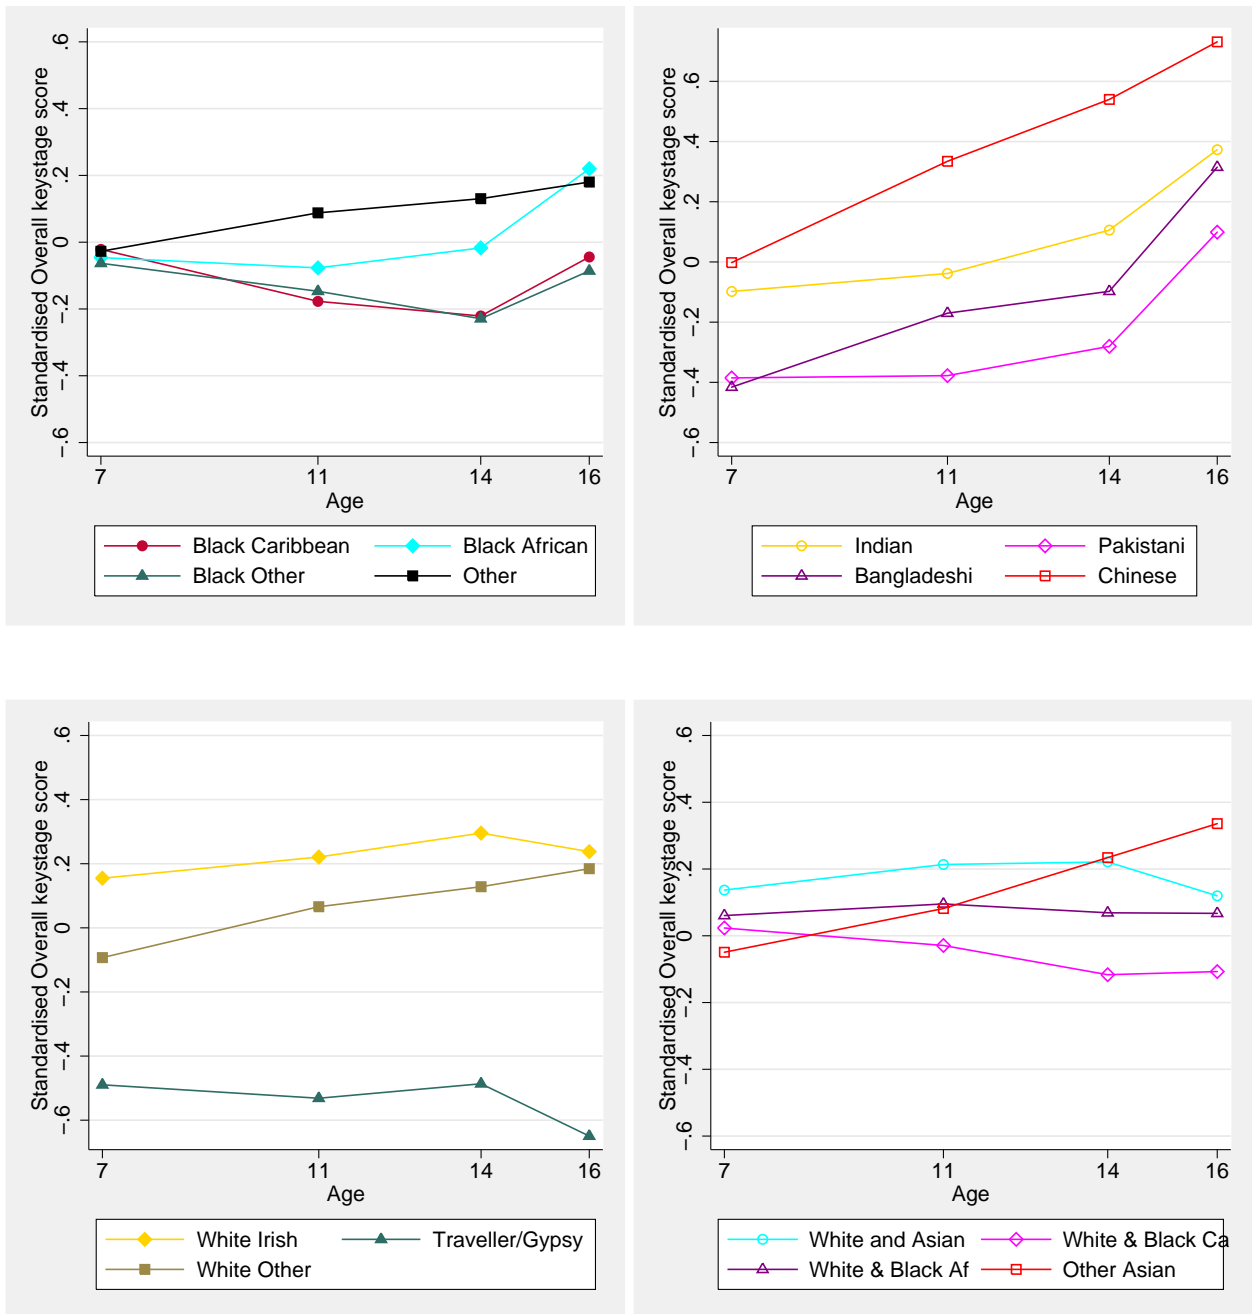 Standardised Overall keystage score
.6
.4
.2
0
−.2
−.4
−.6
7 11 14 16
Age
Black Caribbean Black African
Black Other Other
Standardised Overall keystage score
.6
.4
.2
0
−.2
−.4
−.6
7 11 14 16
Age
Indian Pakistani
Bangladeshi Chinese
Standardised Overall keystage score
.6
.4
.2
0
−.2
−.4
−.6
7 11 14 16
Age
White Irish Traveller/Gypsy
White Other
Standardised Overall keystage score
.6
.4
.2
0
−.2
−.4
−.6
7 11 14 16
Age
White and Asian White & Black Ca
White & Black Af Other Asian